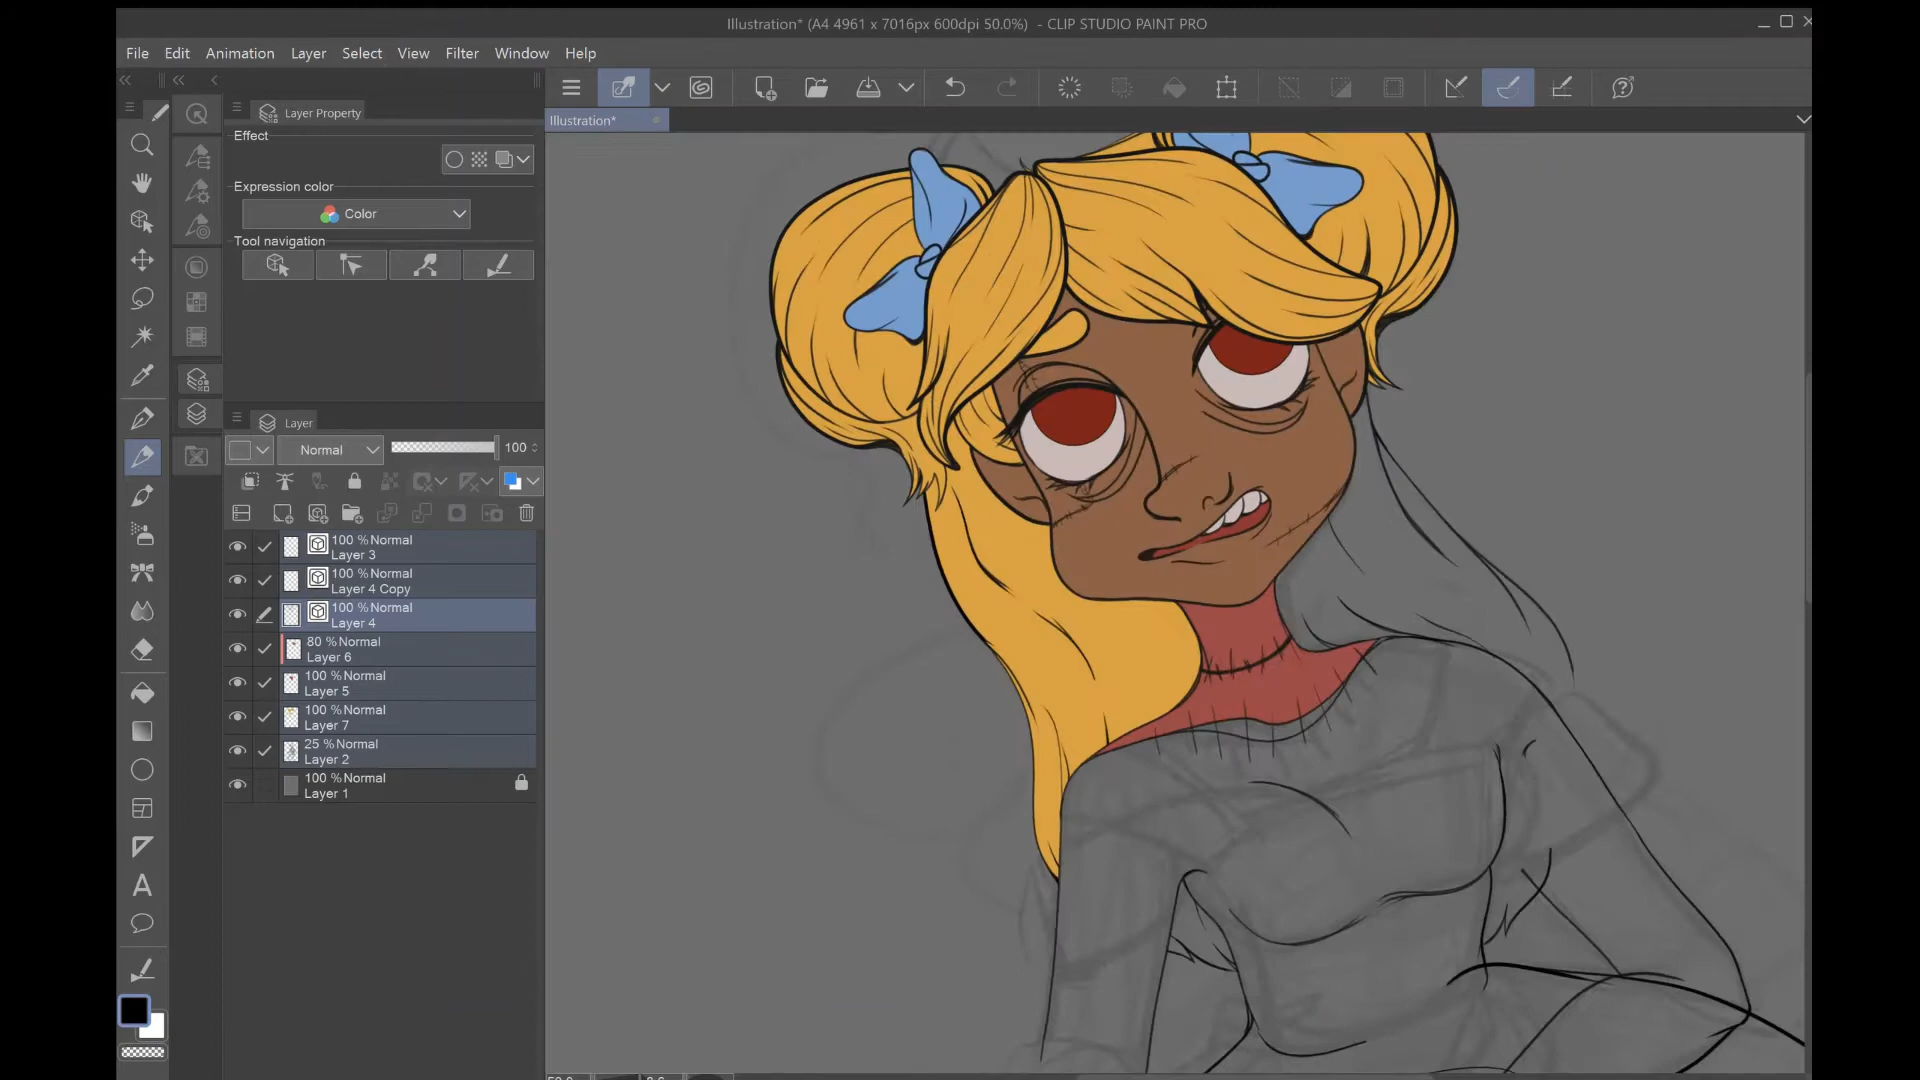 Illustration* (A4 4961 x 7016px 600dpi 50.0%) - CLIP STUDIO PAINT PRO
File Edit Animation Layer Select View Filter Window Help
Layer Property
Illustration*
Effect
Expression color
Color
Tool navigation
Layer
Normal 100
100 %Normal
Layer 3
100 %Normal
Layer 4 Copy
100 %Normal
Layer 4
80 %Normal
Layer 6
100 %Normal
Layer 5
100 %Normal
Layer 7
25 %Normal
Layer 2
100 %Normal
Layer 1